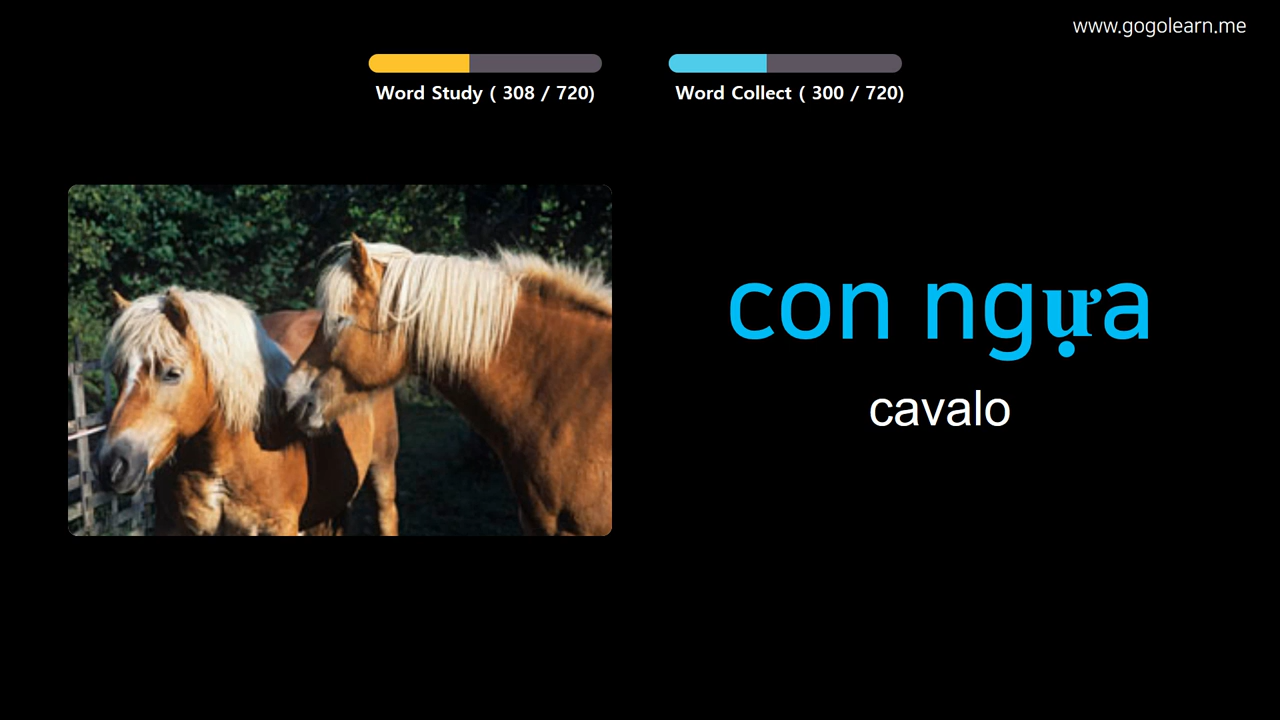 www.gogolearn.me
Word Study ( 308 / 720)
Word Collect ( 300 / 720)
con ngựa
cavalo